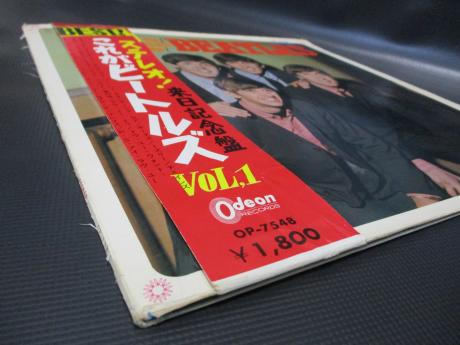 BEATLES
ステレオ!
これがビートルズ
来日記念盤
VOL,1
Odeon
RECORDS
OP-7548
¥1,800